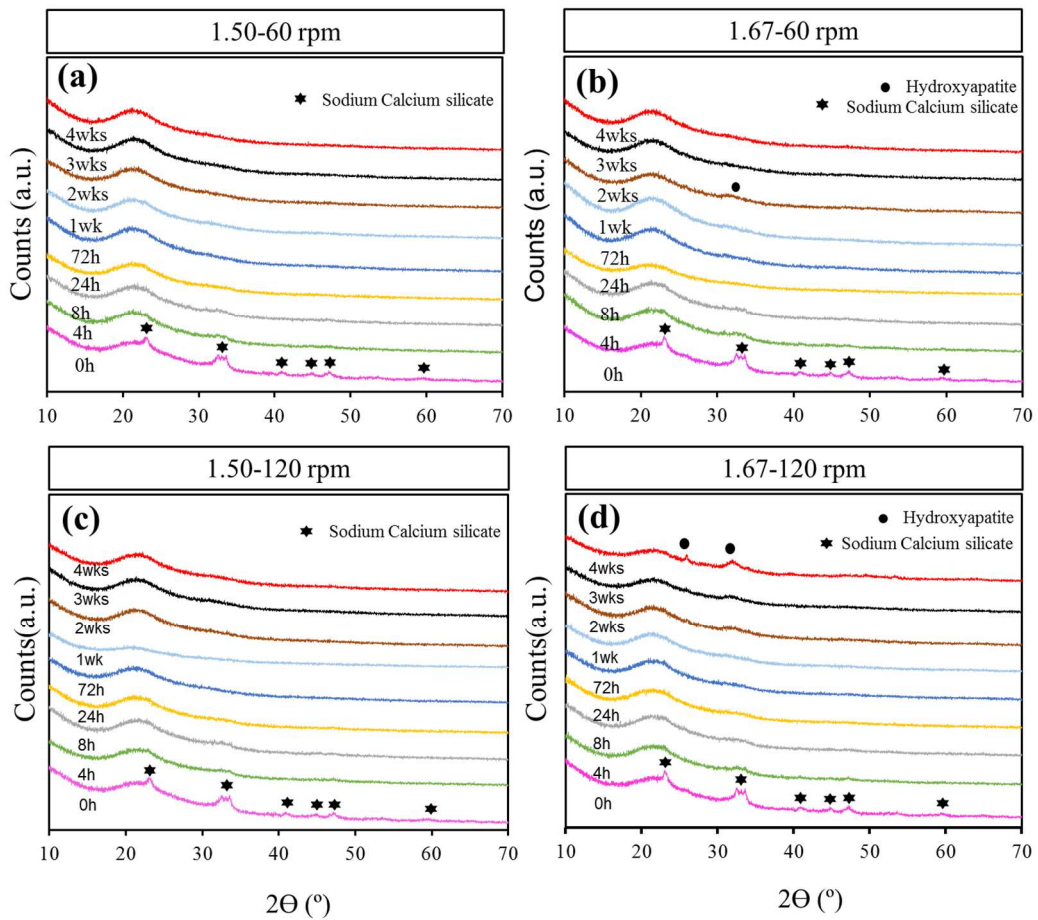 1.50-60 rpm
(a)
Sodium Calcium silicate
Counts (a.u.)
4wks
3wks
2wks
1wk
72h
24h
8h
4h
0h
10 20 30 40 50 60 70
1.67-60 rpm
(b)
Hydroxyapatite
Sodium Calcium silicate
Counts (a.u.)
4wks
3wks
2wks
1wk
72h
24h
8h
4h
0h
10 20 30 40 50 60 70
1.50-120 rpm
(c)
Sodium Calcium silicate
Counts(a.u.)
4wks
3wks
2wks
1wk
72h
24h
8h
4h
0h
10 20 30 40 50 60 70
2Ɵ (º)
1.67-120 rpm
(d)
Hydroxyapatite
Sodium Calcium silicate
Counts(a.u.)
4wks
3wks
2wks
1wk
72h
24h
8h
4h
0h
10 20 30 40 50 60 70
2Ɵ (º)